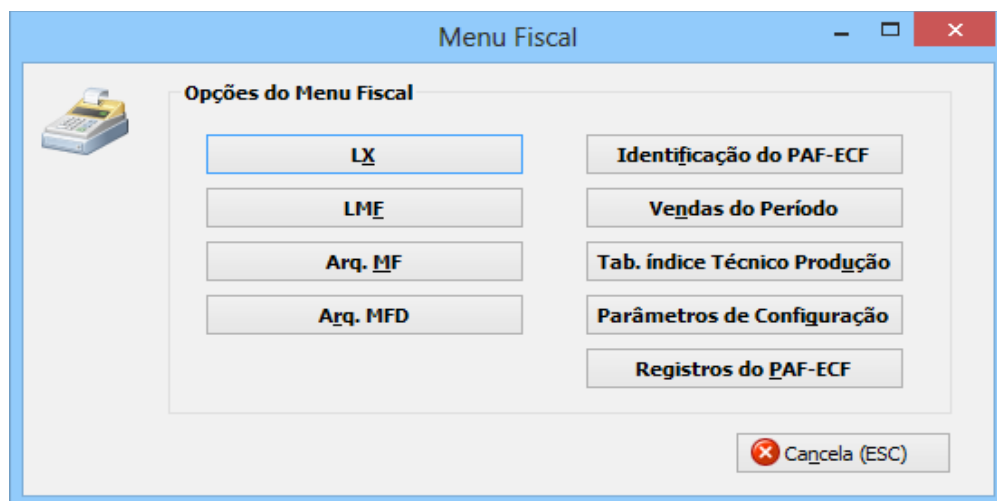 Menu Fiscal
Opções do Menu Fiscal
LX
LMF
Arq. MF
Arq. MFD
Identificação do PAF-ECF
Vendas do Período
Tab. índice Técnico Produção
Parâmetros de Configuração
Registros do PAF-ECF
Cancela (ESC)